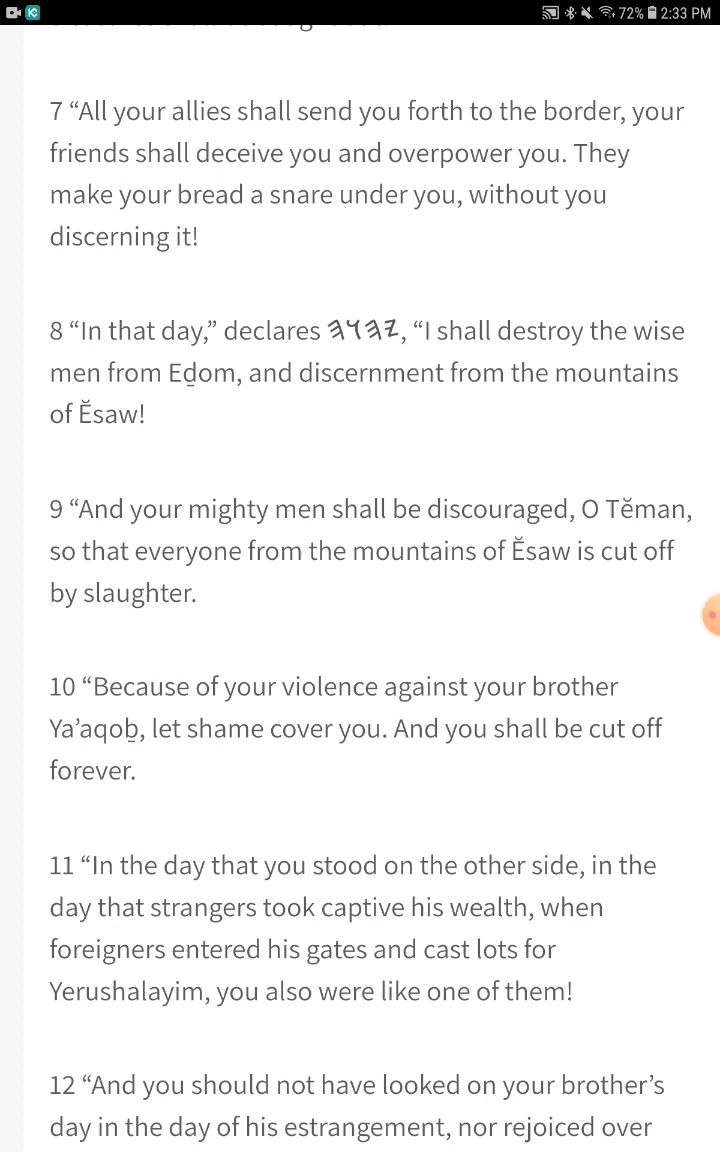 72% 2:33 PM
7 “All your allies shall send you forth to the border, your
friends shall deceive you and overpower you. They
make your bread a snare under you, without you
discerning it!
8 “In that day,” declares 𐤉𐤄𐤅𐤄, “I shall destroy the wise
men from Eḏom, and discernment from the mountains
of Ĕsaw!
9 “And your mighty men shall be discouraged, O Tĕman,
so that everyone from the mountains of Ĕsaw is cut off
by slaughter.
10 “Because of your violence against your brother
Ya’aqoḇ, let shame cover you. And you shall be cut off
forever.
11 “In the day that you stood on the other side, in the
day that strangers took captive his wealth, when
foreigners entered his gates and cast lots for
Yerushalayim, you also were like one of them!
12 “And you should not have looked on your brother’s
day in the day of his estrangement, nor rejoiced over